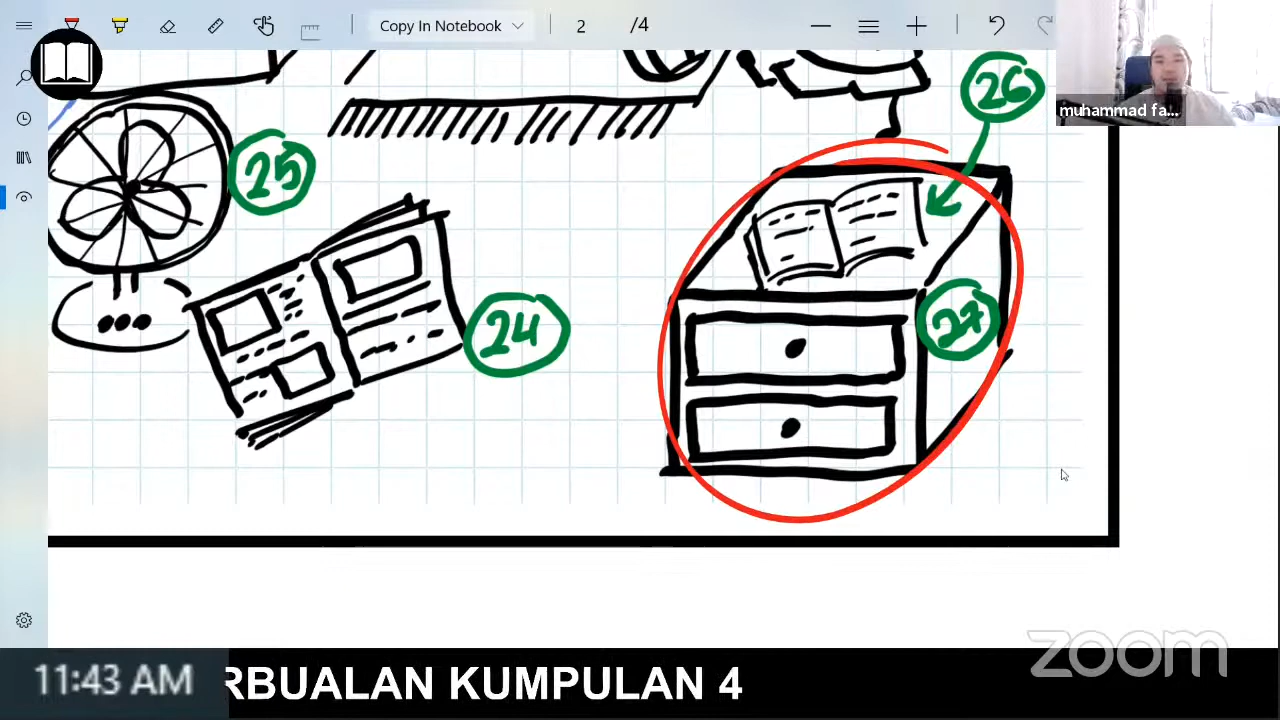 Copy In Notebook
2 /4
muhammad fa...
26
25
27
24
zoom
11:43 AM
RBUALAN KUMPULAN 4